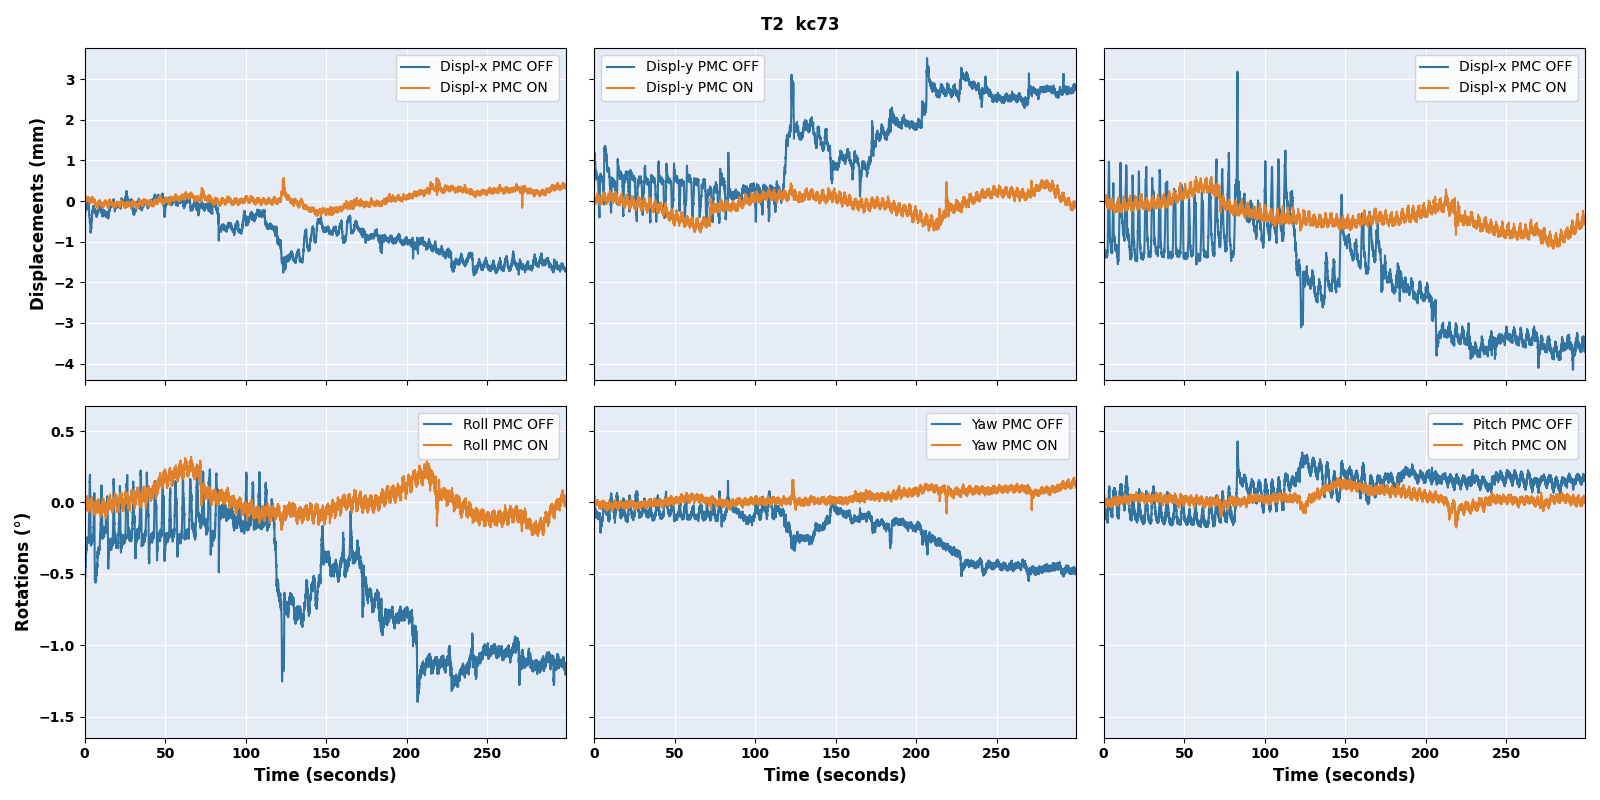 T2 kc73
Displacements (mm)
3
2
1
0
−1
−2
−3
−4
Displ-x PMC OFF
Displ-x PMC ON
Displ-y PMC OFF
Displ-y PMC ON
Displ-x PMC OFF
Displ-x PMC ON
Rotations (°)
0.5
0.0
−0.5
−1.0
−1.5
Roll PMC OFF
Roll PMC ON
Yaw PMC OFF
Yaw PMC ON
Pitch PMC OFF
Pitch PMC ON
0 50 100 150 200 250
0 50 100 150 200 250
0 50 100 150 200 250
Time (seconds)
Time (seconds)
Time (seconds)